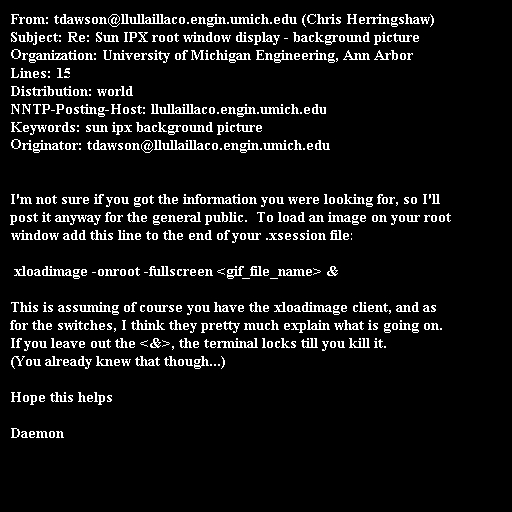 From: tdawson@llullaillaco.engin.umich.edu (Chris Herringshaw)
Subject: Re: Sun IPX root window display - background picture
Organization: University of Michigan Engineering, Ann Arbor
Lines: 15
Distribution: world
NNTP-Posting-Host: llullaillaco.engin.umich.edu
Keywords: sun ipx background picture
Originator: tdawson@llullaillaco.engin.umich.edu

I'm not sure if you got the information you were looking for, so I'll
post it anyway for the general public.  To load an image on your root
window add this line to the end of your .xsession file:

 xloadimage -onroot -fullscreen <gif_file_name> &

This is assuming of course you have the xloadimage client, and as
for the switches, I think they pretty much explain what is going on.
If you leave out the <&>, the terminal locks till you kill it.
(You already knew that though...)

Hope this helps

Daemon